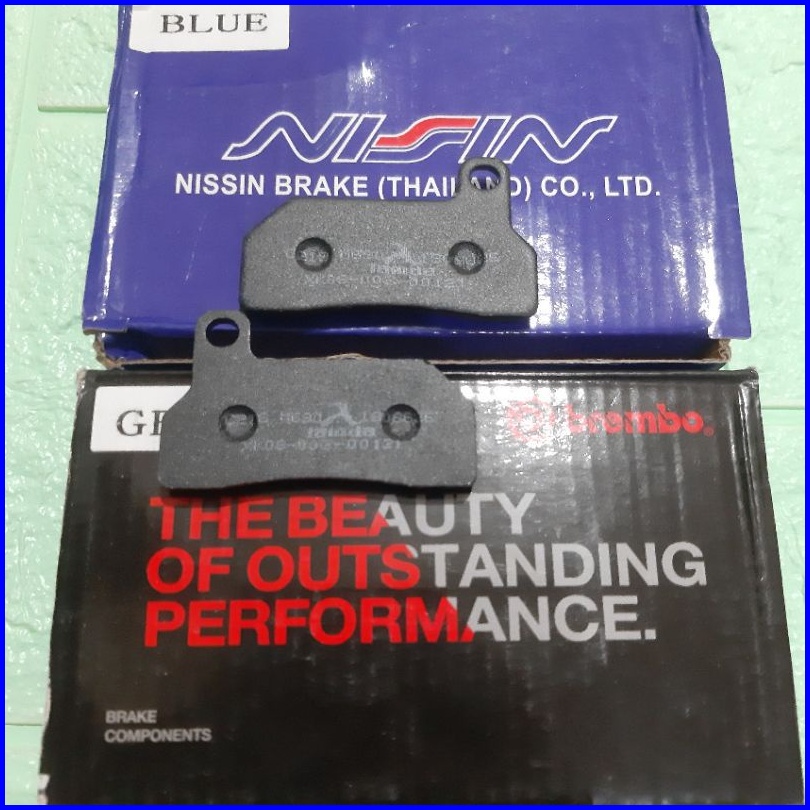 BLUE
NISSIN
NISSIN BRAKE (THAILAND) CO., LTD.
brembo
THE BEAUTY
OF OUTSTANDING
PERFORMANCE.
BRAKE
COMPONENTS